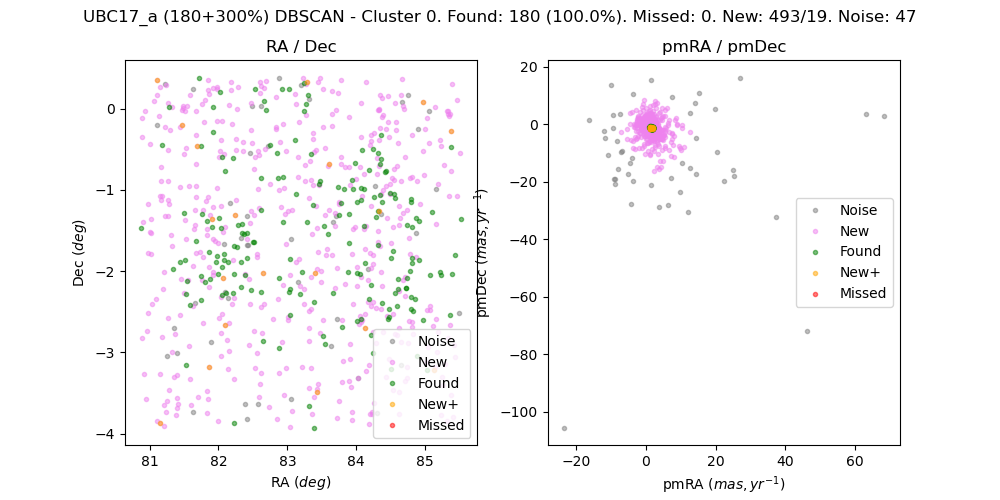 UBC17_a (180+300%) DBSCAN - Cluster 0. Found: 180 (100.0%). Missed: 0. New: 493/19. Noise: 47
RA / Dec
pmRA / pmDec
Dec (deg)
0
−1
−2
−3
−4
81
82
83
84
85
RA (deg)
Noise
New
Found
New+
Missed
pmDec (mas, yr⁻¹)
20
0
−20
−40
−60
−80
−100
−20
0
20
40
60
pmRA (mas, yr⁻¹)
Noise
New
Found
New+
Missed